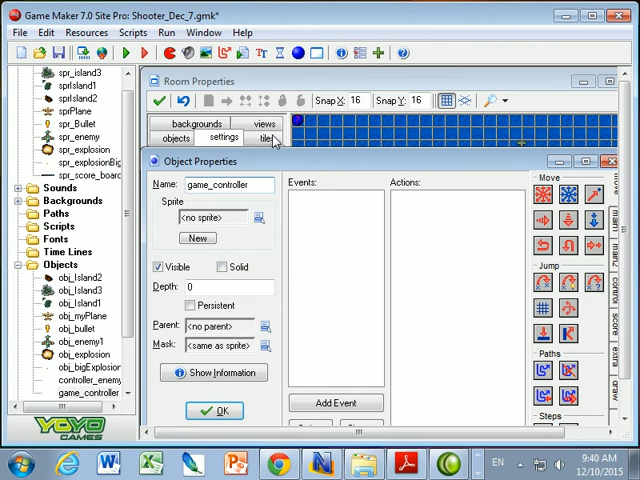 Game Maker 7.0 Site Pro: Shooter_Dec_7.gmk*
File Edit Resources Scripts Run Window Help
spr_island3
sprIsland1
sprIsland2
sprPlane
spr_Bullet
spr_enemy
spr_explosion
spr_explosionBig
spr_score_board
Sounds
Backgrounds
Paths
Scripts
Fonts
Time Lines
Objects
obj_Island2
obj_Island3
obj_Island1
obj_myPlane
obj_bullet
obj_enemy1
obj_explosion
obj_bigExplosion
controller_enemy
game_controller
YOYO
GAMES
Room Properties
Snap X: 16 Snap Y: 16
backgrounds views
objects settings
Object Properties
Name: game_controller
Sprite
<no sprite>
New
Visible Solid
Depth: 0
Persistent
Parent: <no parent>
Mask: <same as sprite>
Show Information
OK
Events:
Add Event
Actions:
Move
Jump
Paths
Steps
move
main1
main2
control
score
extra
draw
EN
9:40 AM
12/10/2015